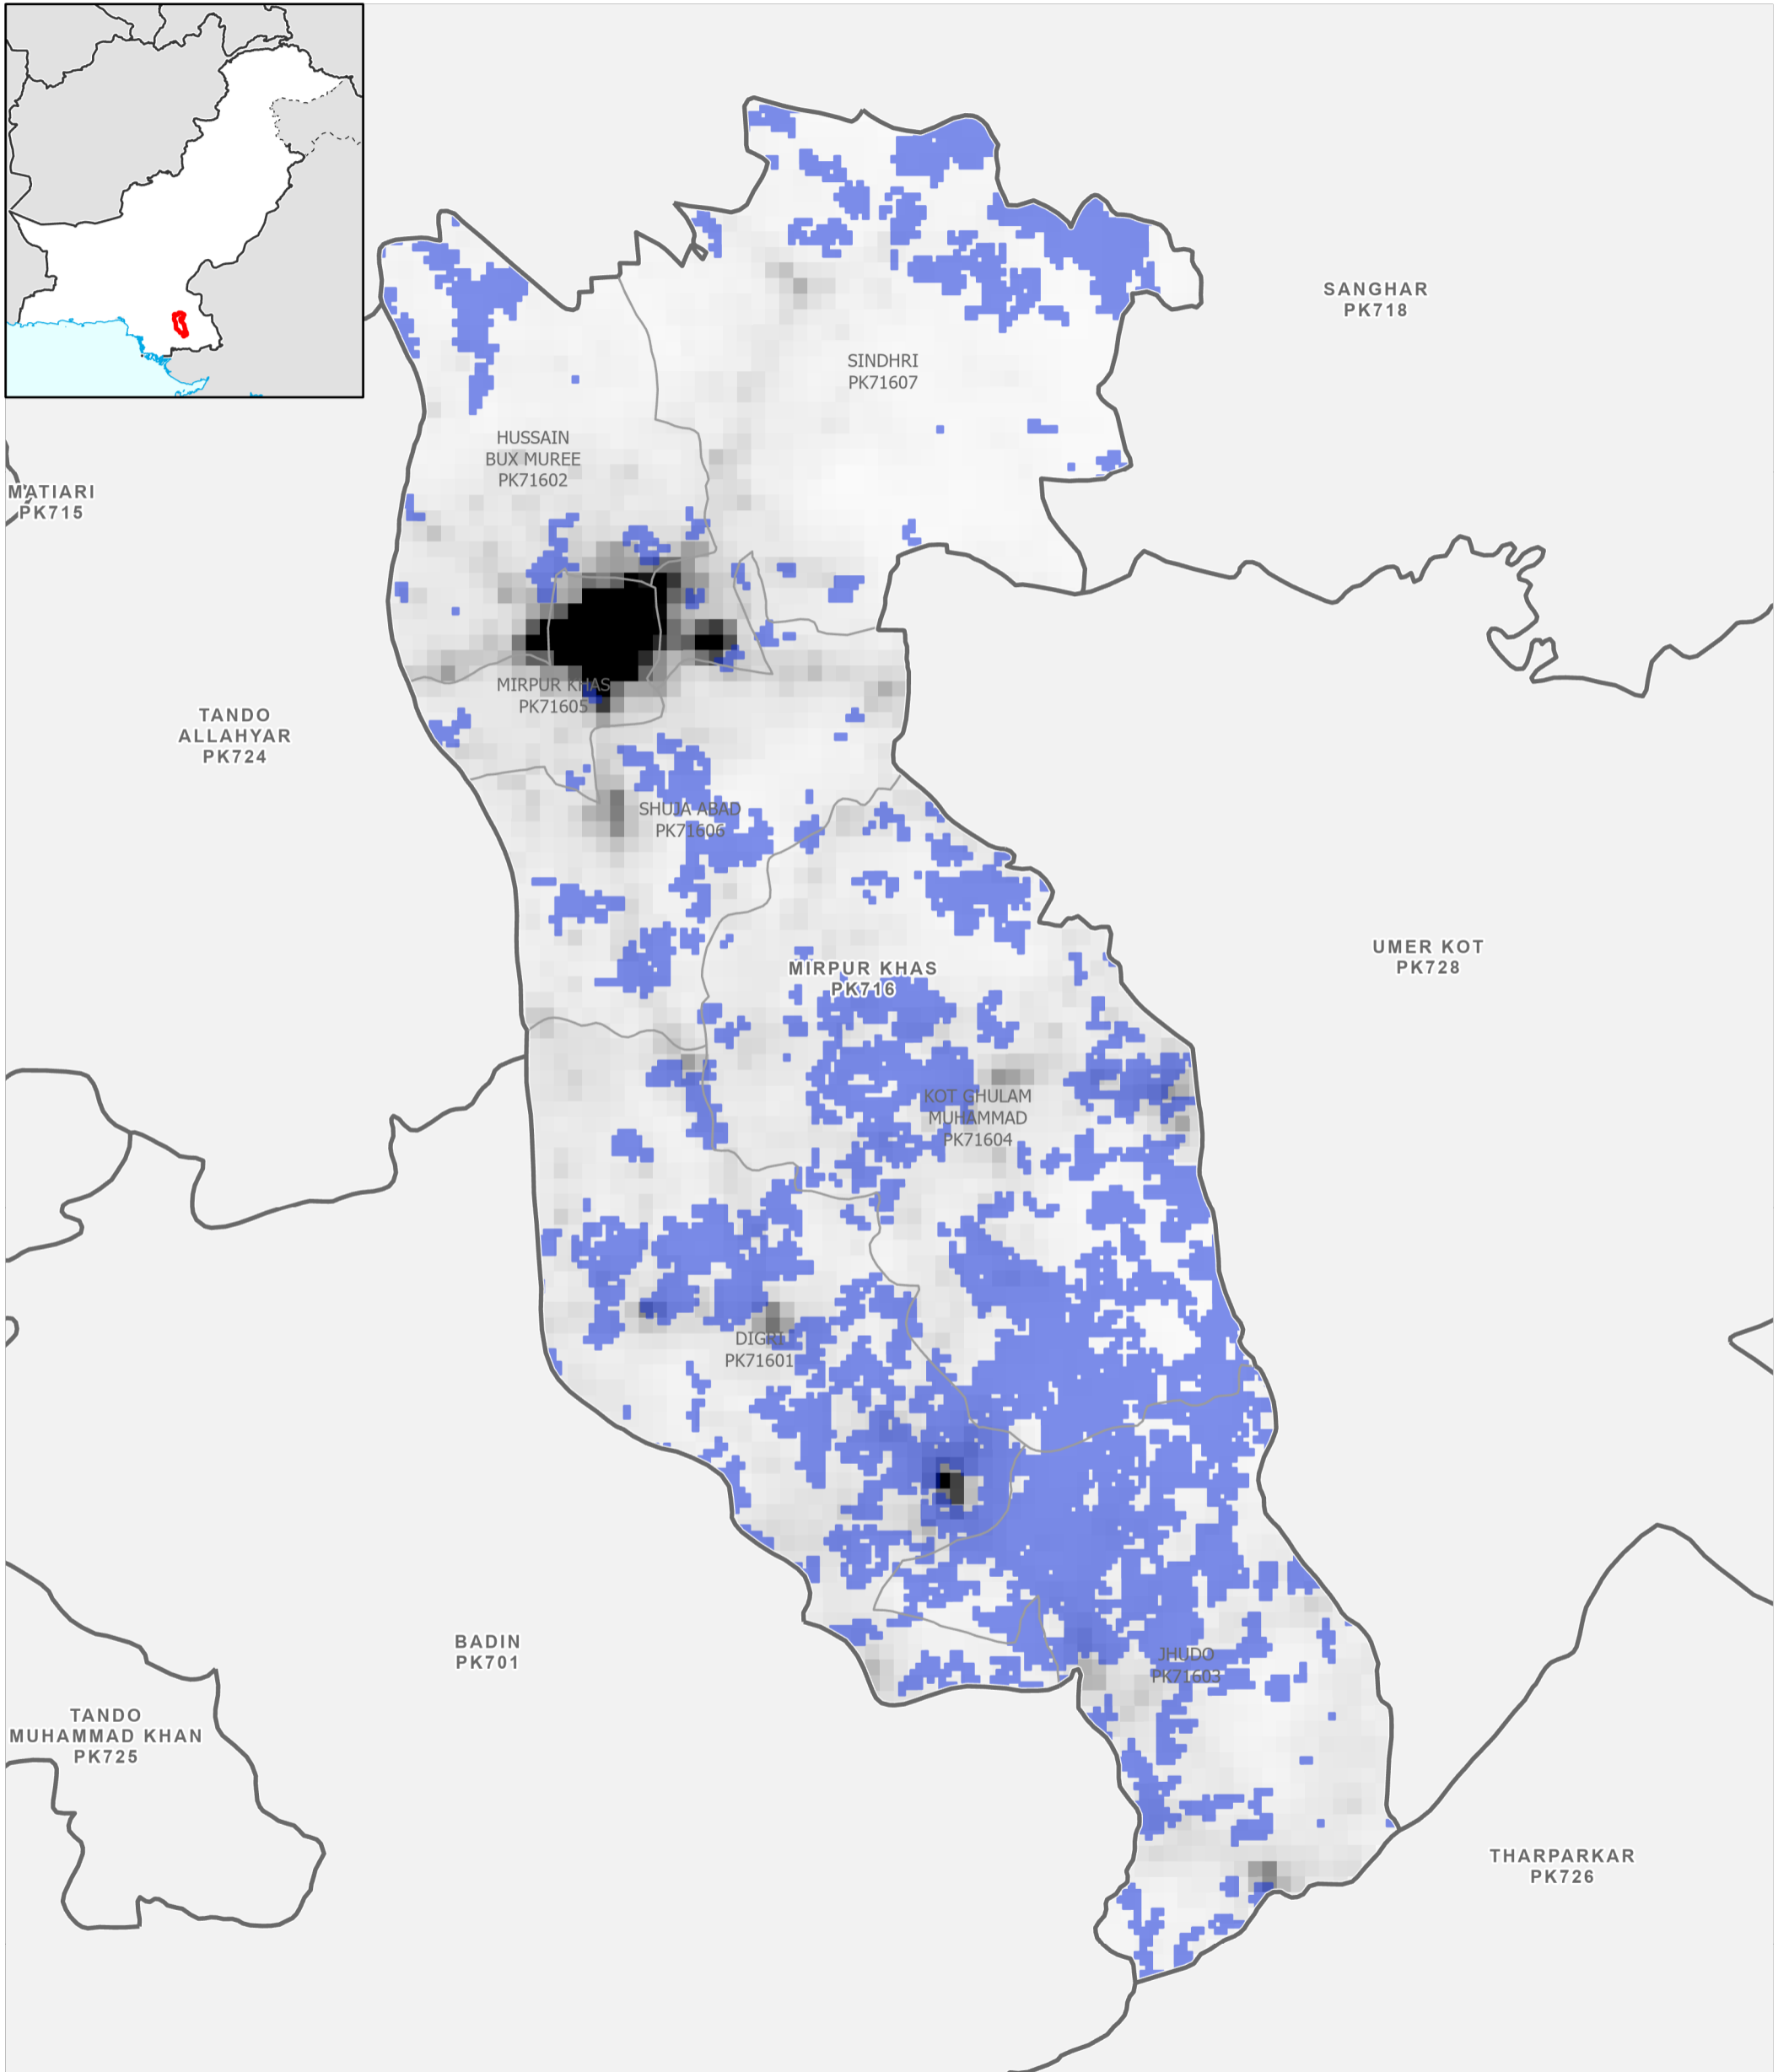 SANGHAR
PK718
SINDHRI
PK71607
HUSSAIN
BUX MUREE
PK71602
MATIARI
PK715
MIRPUR KHAS
PK71605
TANDO
ALLAHYAR
PK724
SHUJA ABAD
PK71606
UMER KOT
PK728
MIRPUR KHAS
PK716
KOT GHULAM
MUHAMMAD
PK71604
DIGRI
PK71601
BADIN
PK701
JHUDO
PK71603
TANDO
MUHAMMAD KHAN
PK725
THARPARKAR
PK726